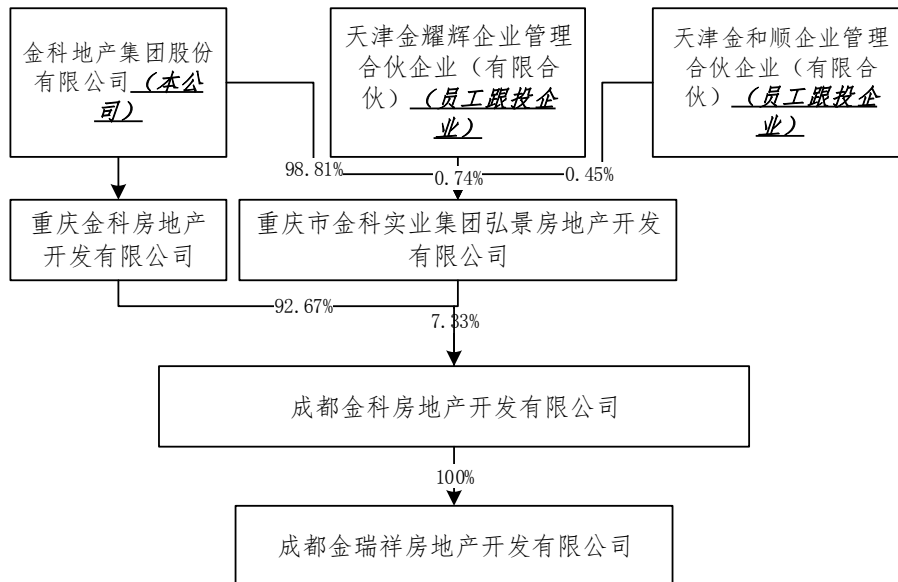 金科地产集团股份
有限公司（本公
司）
天津金耀辉企业管理
合伙企业（有限合
伙）（员工跟投企
业）
天津金和顺企业管理
合伙企业（有限合
伙）（员工跟投企
业）
98.81%
0.74%
0.45%
重庆金科房地产
开发有限公司
重庆市金科实业集团弘景房地产开发
有限公司
92.67%
7.33%
成都金科房地产开发有限公司
100%
成都金瑞祥房地产开发有限公司